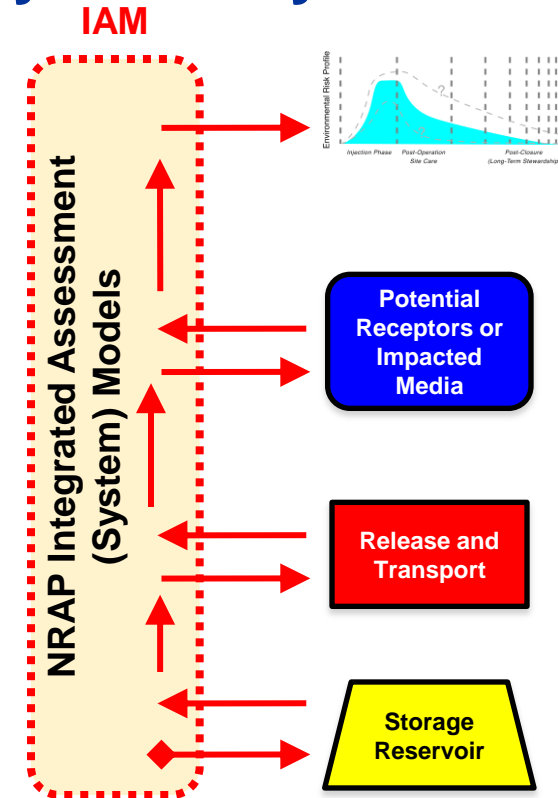 IAM
NRAP Integrated Assessment
(System) Models
Environmental Risk Profile
?
?
Injection Phase
Post-Operation
Site Care
Post-Closure
(Long-Term Stewardship
Potential
Receptors or
Impacted
Media
Release and
Transport
Storage
Reservoir